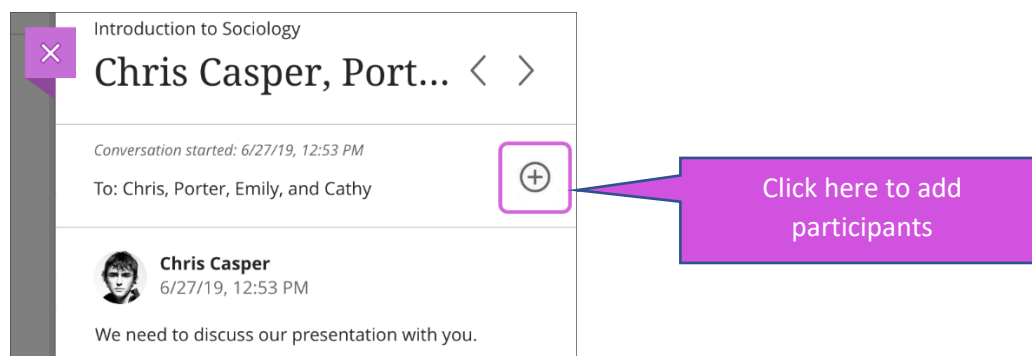 Introduction to Sociology
Chris Casper, Port...
Conversation started: 6/27/19, 12:53 PM
To: Chris, Porter, Emily, and Cathy
Click here to add
participants
Chris Casper
6/27/19, 12:53 PM
We need to discuss our presentation with you.